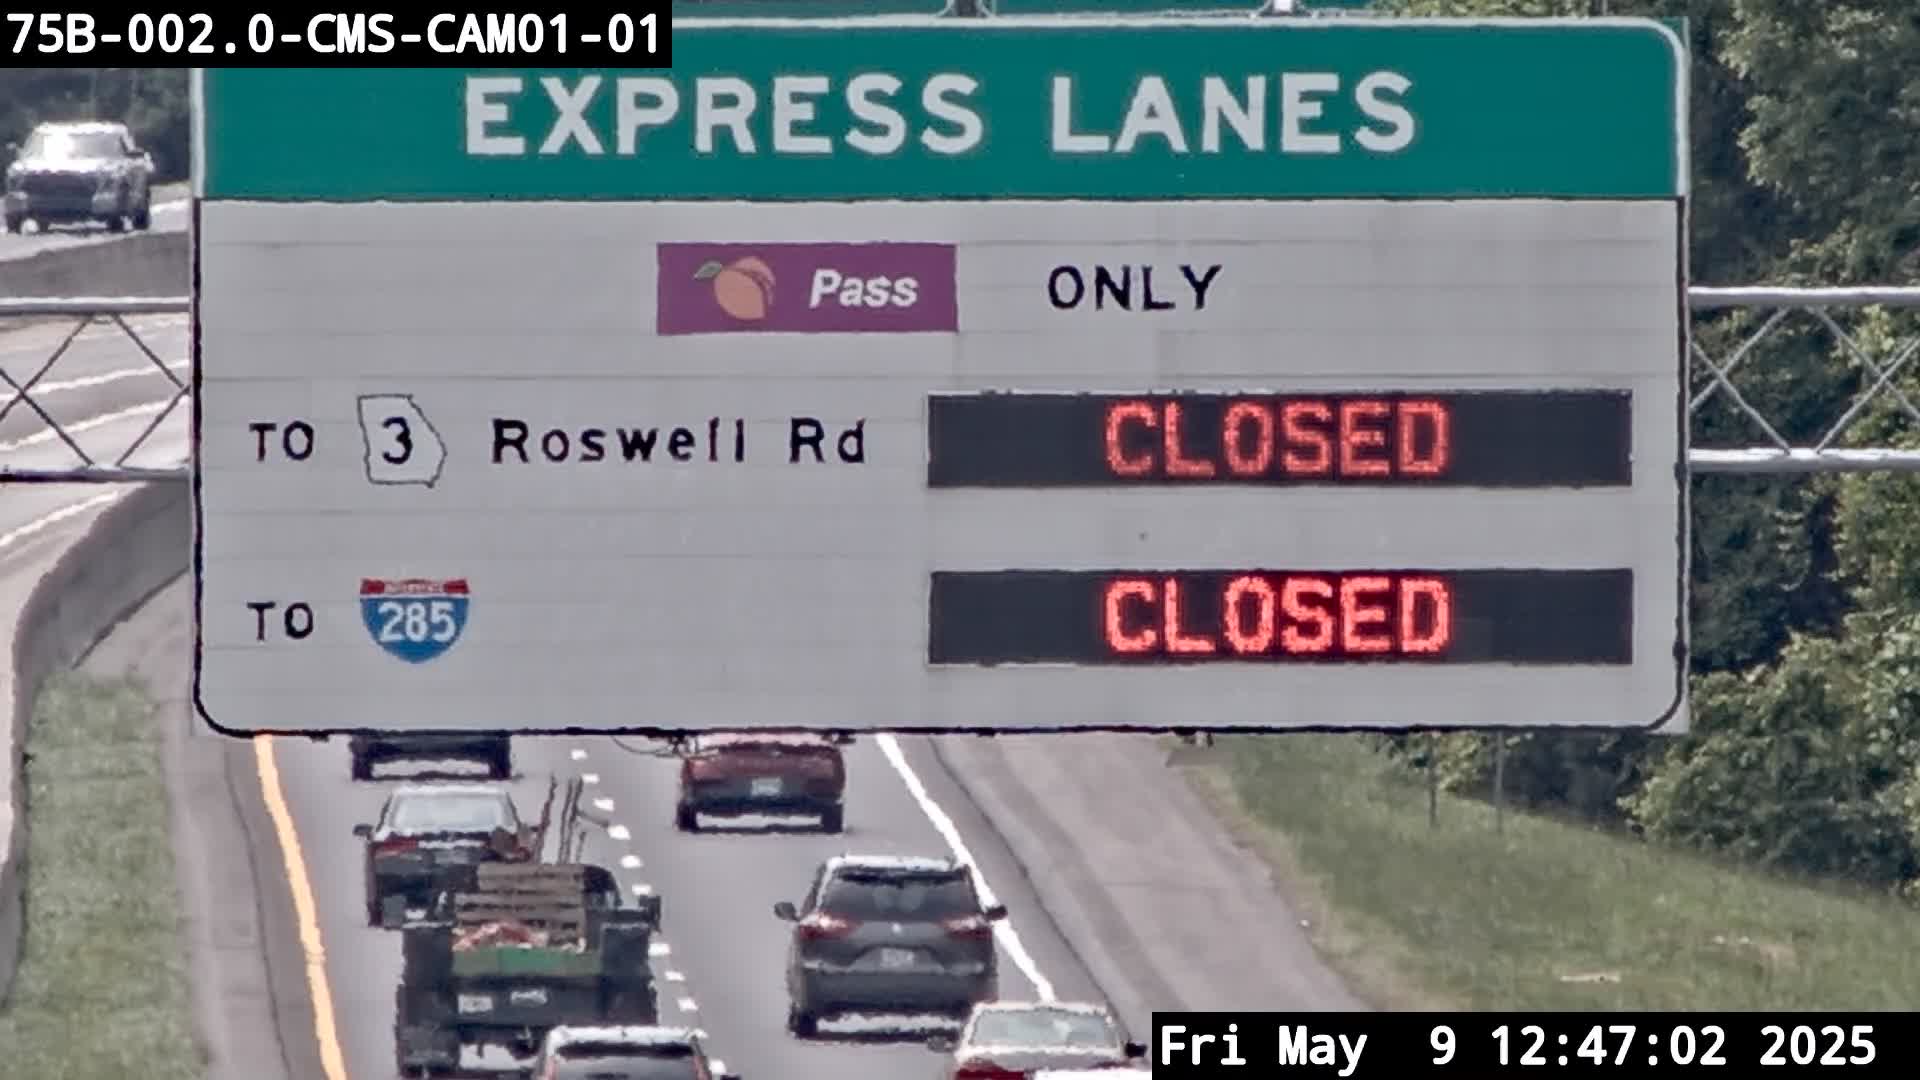 75B-002.0-CMS-CAM01-01
EXPRESS LANES
Pass ONLY
TO 3 Roswell Rd CLOSED
TO 285 CLOSED
Fri May 9 12:47:02 2025